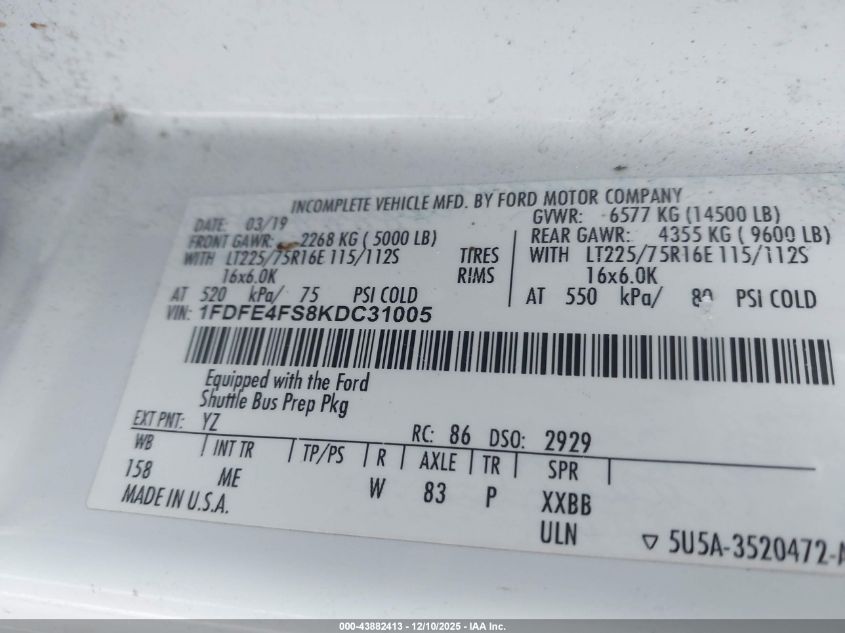 INCOMPLETE VEHICLE MFD. BY FORD MOTOR COMPANY
DATE: 03/19 GVWR: 6577 KG (14500 LB)
FRONT GAWR: 2268 KG ( 5000 LB) REAR GAWR: 4355 KG ( 9600 LB)
WITH LT225/75R16E 115/112S TIRES WITH LT225/75R16E 115/112S
16x6.0K RIMS 16x6.0K
AT 520 kPa/ 75 PSI COLD AT 550 kPa/ 80 PSI COLD
VIN: 1FDFE4FS8KDC31005
Equipped with the Ford
Shuttle Bus Prep Pkg
EXT PNT: YZ RC: 86 DSO: 2929
WB INT TR TP/PS R AXLE TR SPR
158 ME W 83 P XXBB
MADE IN U.S.A. ULN
5U5A-3520472-
000-43882413 - 12/10/2025 - IAA Inc.